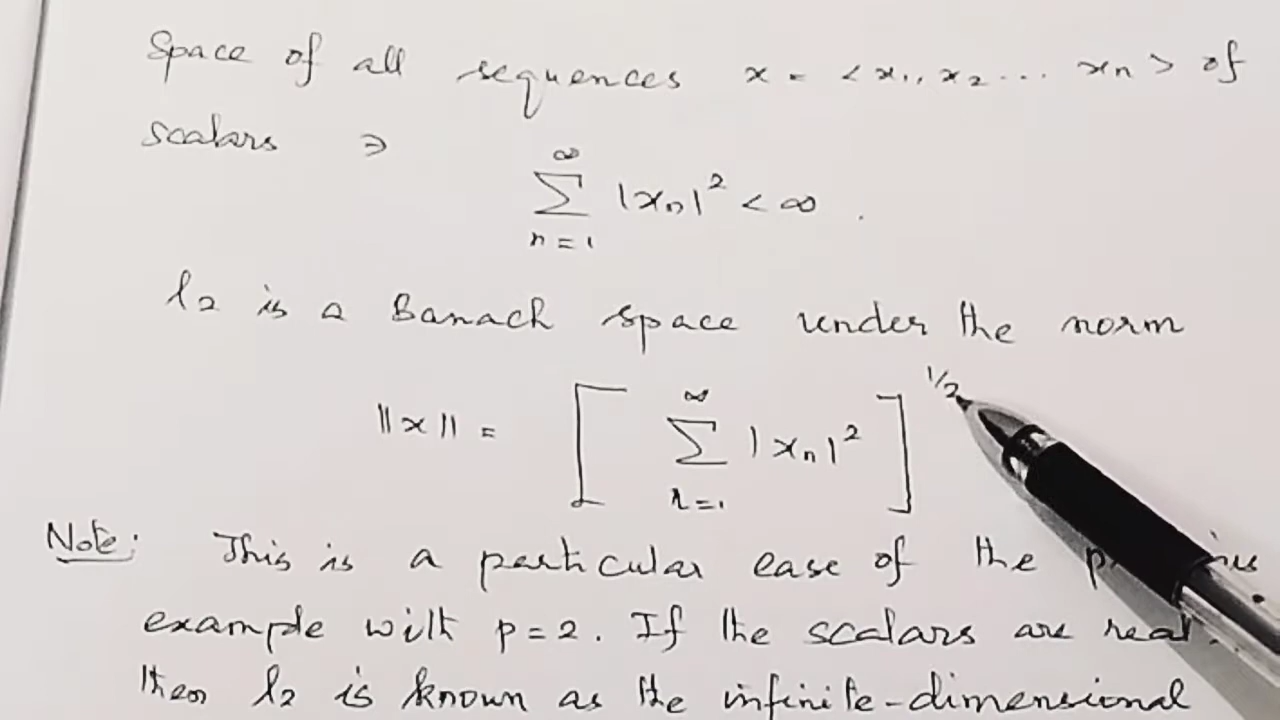 Space of all sequences x = <x₁, x₂ ... xₙ> of
scalars ∋
∞
∑ |xₙ|² < ∞.
n=1
l₂ is a Banach space under the norm
‖x‖ = [ ∞ ∑ n=1 |xₙ|² ]^1/2
Note: This is a particular case of the
example with p=2. If the scalars are real.
then l₂ is known as the infinite-dimensional